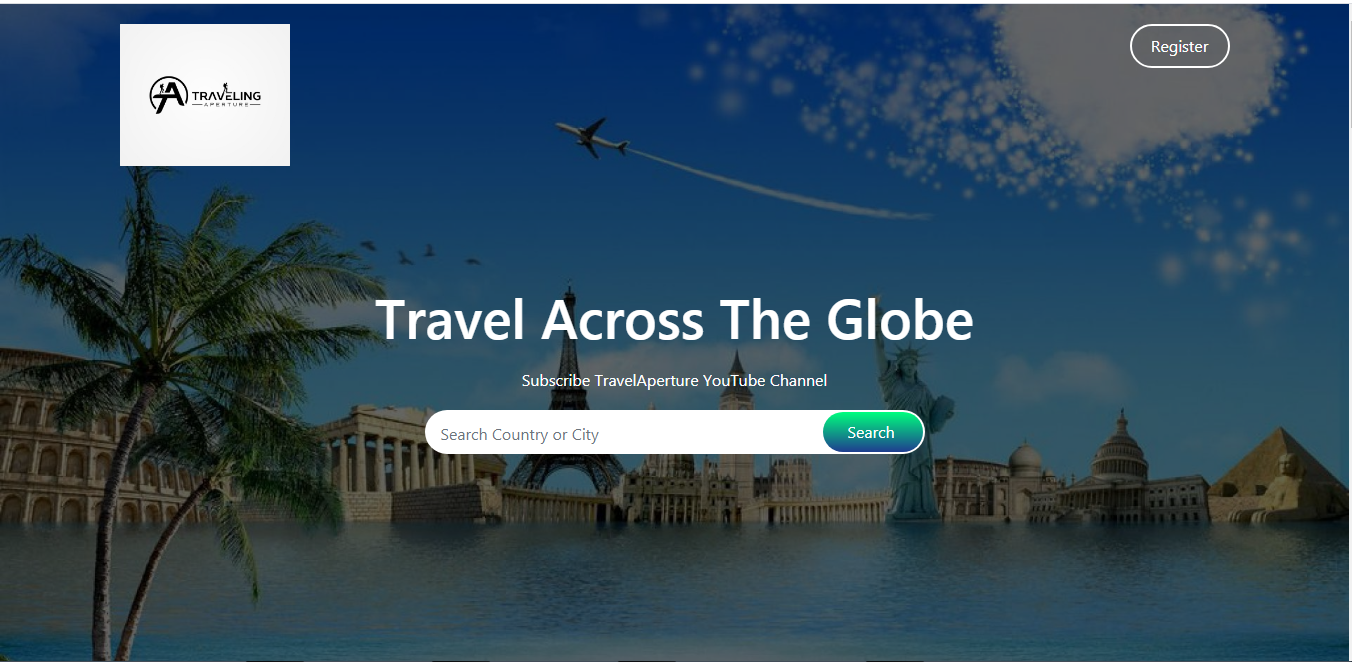 TRAVELING
APERTURE
Register
Travel Across The Globe
Subscribe TravelAperture YouTube Channel
Search Country or City
Search